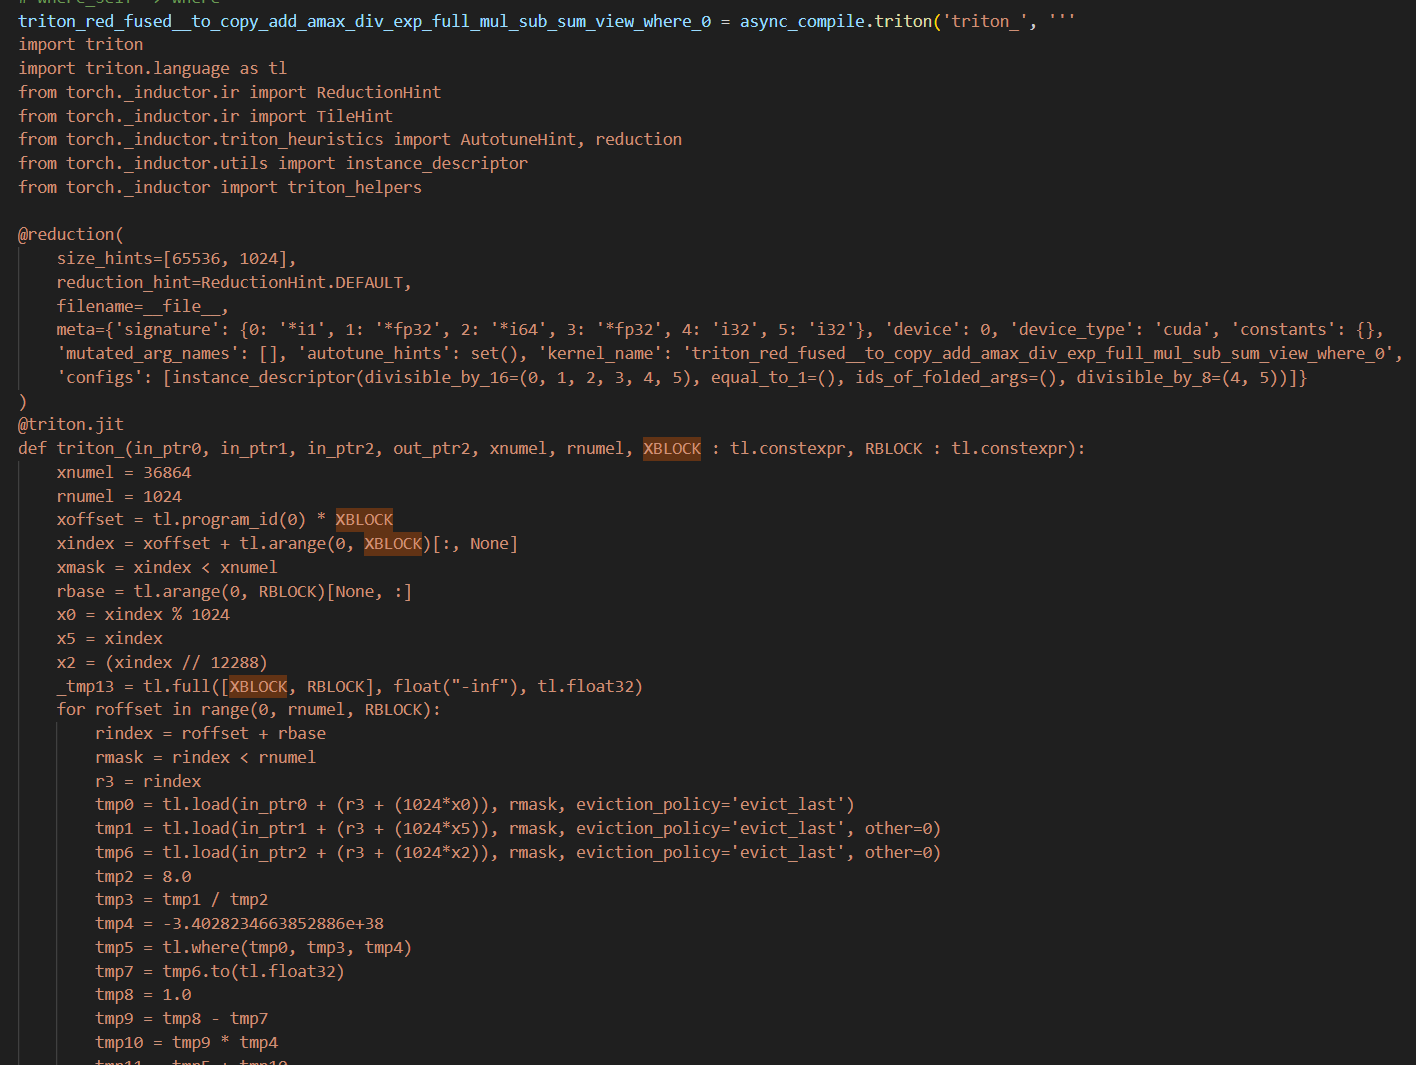 # where_self => where
triton_red_fused__to_copy_add_amax_div_exp_full_mul_sub_sum_view_where_0 = async_compile.triton('triton_', '''
import triton
import triton.language as tl
from torch._inductor.ir import ReductionHint
from torch._inductor.ir import TileHint
from torch._inductor.triton_heuristics import AutotuneHint, reduction
from torch._inductor.utils import instance_descriptor
from torch._inductor import triton_helpers
@reduction(
    size_hints=[65536, 1024],
    reduction_hint=ReductionHint.DEFAULT,
    filename=__file__,
    meta={'signature': {0: '*i1', 1: '*fp32', 2: '*i64', 3: '*fp32', 4: 'i32', 5: 'i32'}, 'device': 0, 'device_type': 'cuda', 'constants': {},
    'mutated_arg_names': [], 'autotune_hints': set(), 'kernel_name': 'triton_red_fused__to_copy_add_amax_div_exp_full_mul_sub_sum_view_where_0',
    'configs': [instance_descriptor(divisible_by_16=(0, 1, 2, 3, 4, 5), equal_to_1=(), ids_of_folded_args=(), divisible_by_8=(4, 5))]}
)
@triton.jit
def triton_(in_ptr0, in_ptr1, in_ptr2, out_ptr2, xnumel, rnumel, XBLOCK : tl.constexpr, RBLOCK : tl.constexpr):
    xnumel = 36864
    rnumel = 1024
    xoffset = tl.program_id(0) * XBLOCK
    xindex = xoffset + tl.arange(0, XBLOCK)[:, None]
    xmask = xindex < xnumel
    rbase = tl.arange(0, RBLOCK)[None, :]
    x0 = xindex % 1024
    x5 = xindex
    x2 = (xindex // 12288)
    _tmp13 = tl.full([XBLOCK, RBLOCK], float("-inf"), tl.float32)
    for roffset in range(0, rnumel, RBLOCK):
        rindex = roffset + rbase
        rmask = rindex < rnumel
        r3 = rindex
        tmp0 = tl.load(in_ptr0 + (r3 + (1024*x0)), rmask, eviction_policy='evict_last')
        tmp1 = tl.load(in_ptr1 + (r3 + (1024*x5)), rmask, eviction_policy='evict_last', other=0)
        tmp6 = tl.load(in_ptr2 + (r3 + (1024*x2)), rmask, eviction_policy='evict_last', other=0)
        tmp2 = 8.0
        tmp3 = tmp1 / tmp2
        tmp4 = -3.4028234663852886e+38
        tmp5 = tl.where(tmp0, tmp3, tmp4)
        tmp7 = tmp6.to(tl.float32)
        tmp8 = 1.0
        tmp9 = tmp8 - tmp7
        tmp10 = tmp9 * tmp4
        tmp11 = tmp5 + tmp10